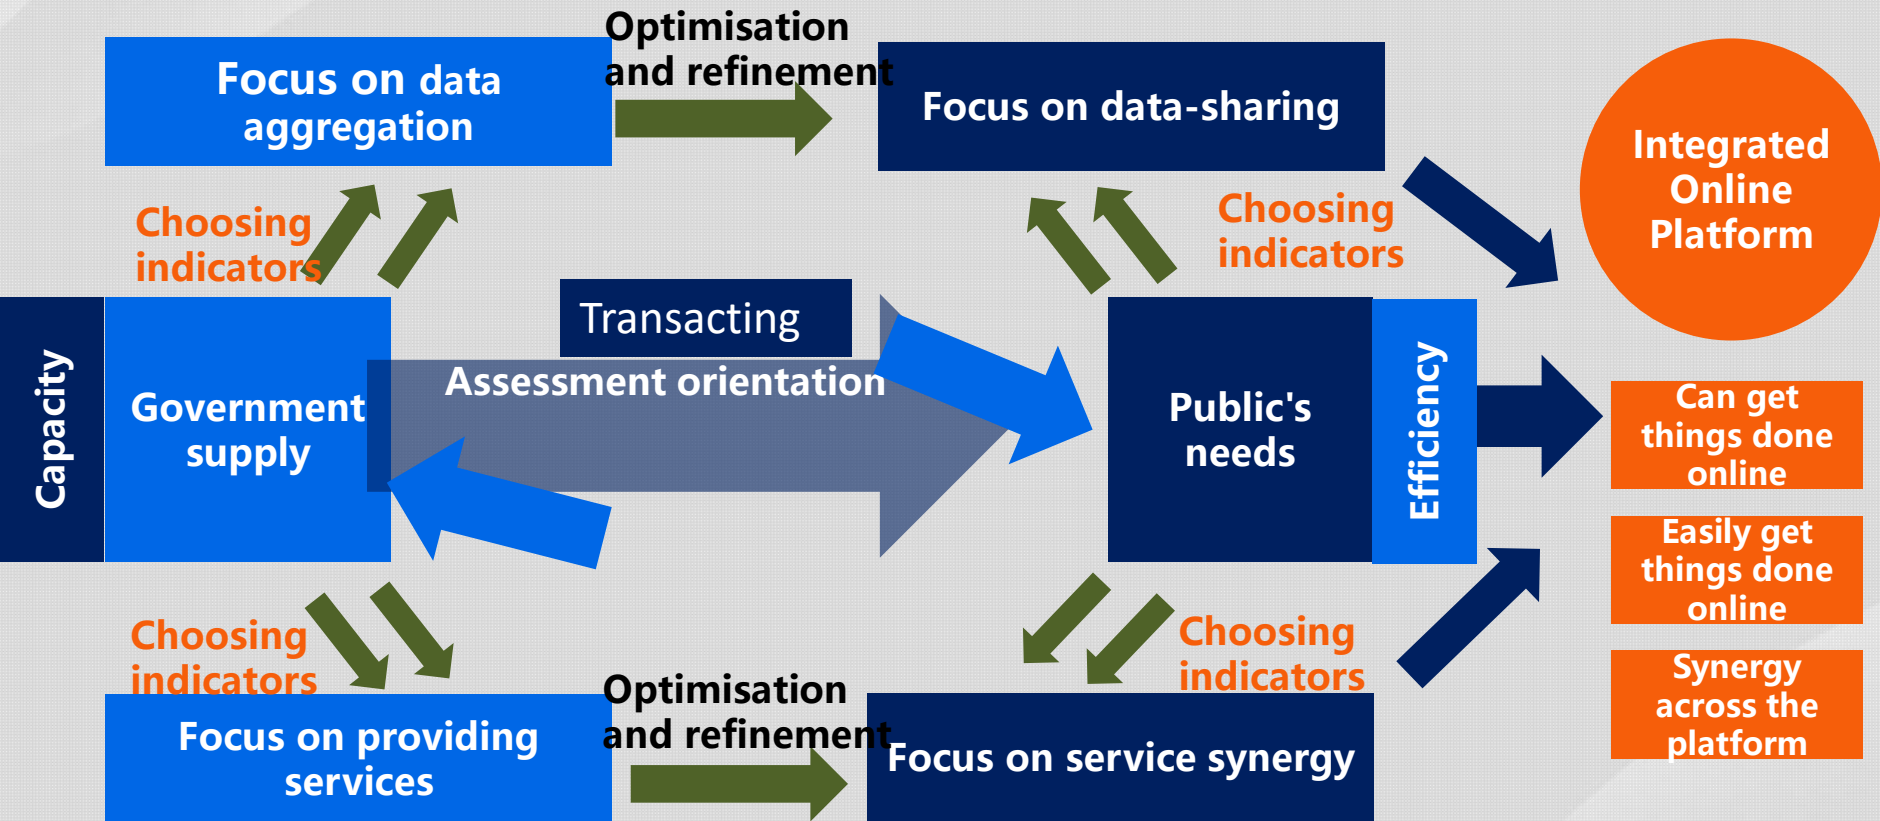 Optimisation
and refinement
Focus on data
aggregation
Focus on data-sharing
Integrated
Online
Platform
Choosing
indicators
Choosing
indicators
Transacting
Assessment orientation
Capacity
Government
supply
Public's
needs
Efficiency
Can get
things done
online
Easily get
things done
online
Choosing
indicators
Choosing
indicators
Synergy
across the
platform
Optimisation
and refinement
Focus on providing
services
Focus on service synergy